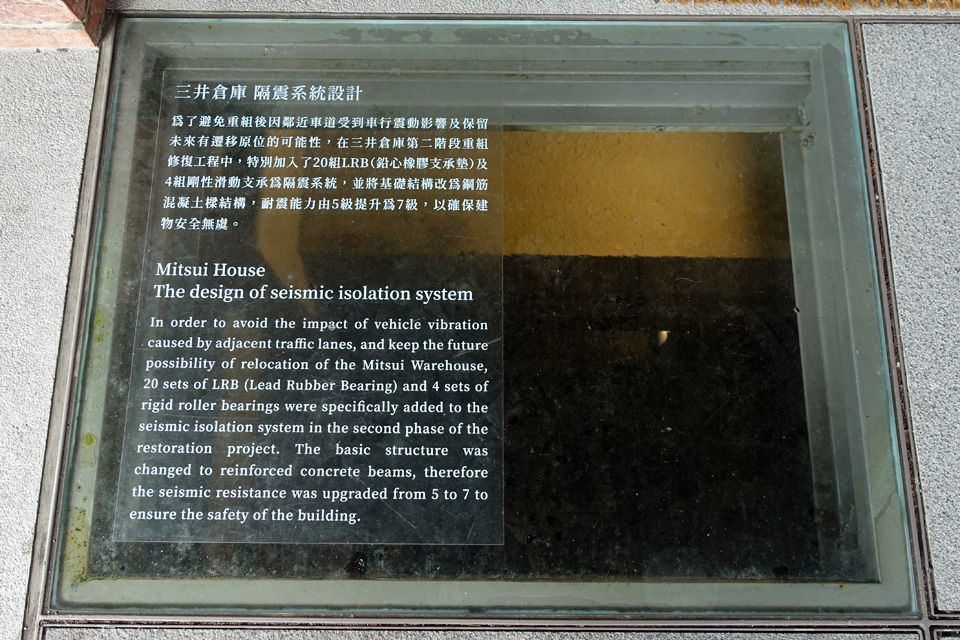 三井倉庫 隔震系統設計
為了避免重組後因鄰近車道受到車行震動影響及保留
未來有遷移原位的可能性，在三井倉庫第二階段重組
修復工程中，特別加入了20組LRB(鉛心橡膠支承墊)及
4組剛性滑動支承為隔震系統，並將基礎結構改為鋼筋
混凝土樑結構，耐震能力由5級提升為7級，以確保建
物安全無虞。
Mitsui House
The design of seismic isolation system
In order to avoid the impact of vehicle vibration
caused by adjacent traffic lanes, and keep the future
possibility of relocation of the Mitsui Warehouse,
20 sets of LRB (Lead Rubber Bearing) and 4 sets of
rigid roller bearings were specifically added to the
seismic isolation system in the second phase of the
restoration project. The basic structure was
changed to reinforced concrete beams, therefore
the seismic resistance was upgraded from 5 to 7 to
ensure the safety of the building.